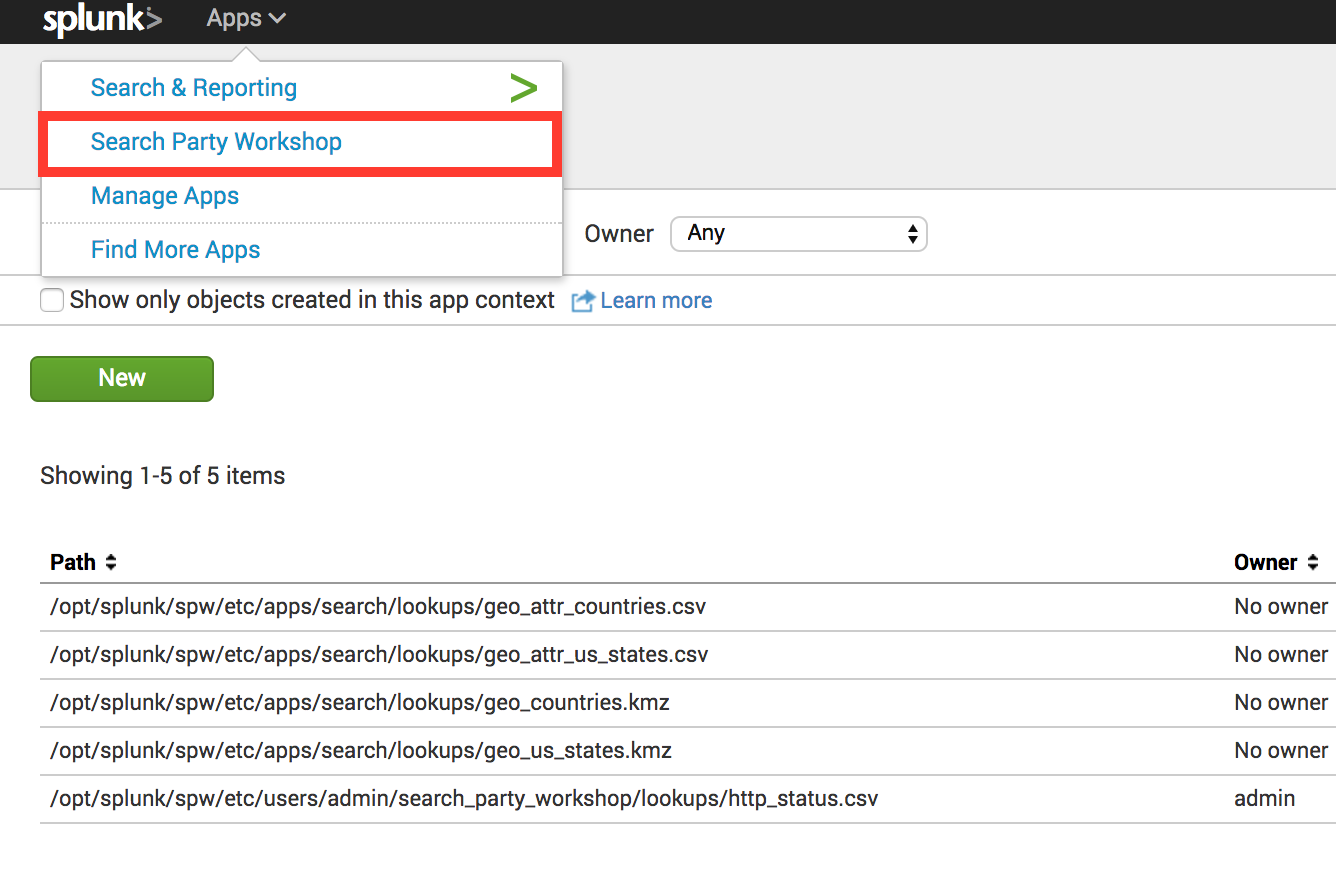 splunk> Apps
Search & Reporting >
Search Party Workshop
Manage Apps
Find More Apps
Owner Any
Show only objects created in this app context Learn more
New
Showing 1-5 of 5 items
Path Owner
/opt/splunk/spw/etc/apps/search/lookups/geo_attr_countries.csv No owner
/opt/splunk/spw/etc/apps/search/lookups/geo_attr_us_states.csv No owner
/opt/splunk/spw/etc/apps/search/lookups/geo_countries.kmz No owner
/opt/splunk/spw/etc/apps/search/lookups/geo_us_states.kmz No owner
/opt/splunk/spw/etc/users/admin/search_party_workshop/lookups/http_status.csv admin